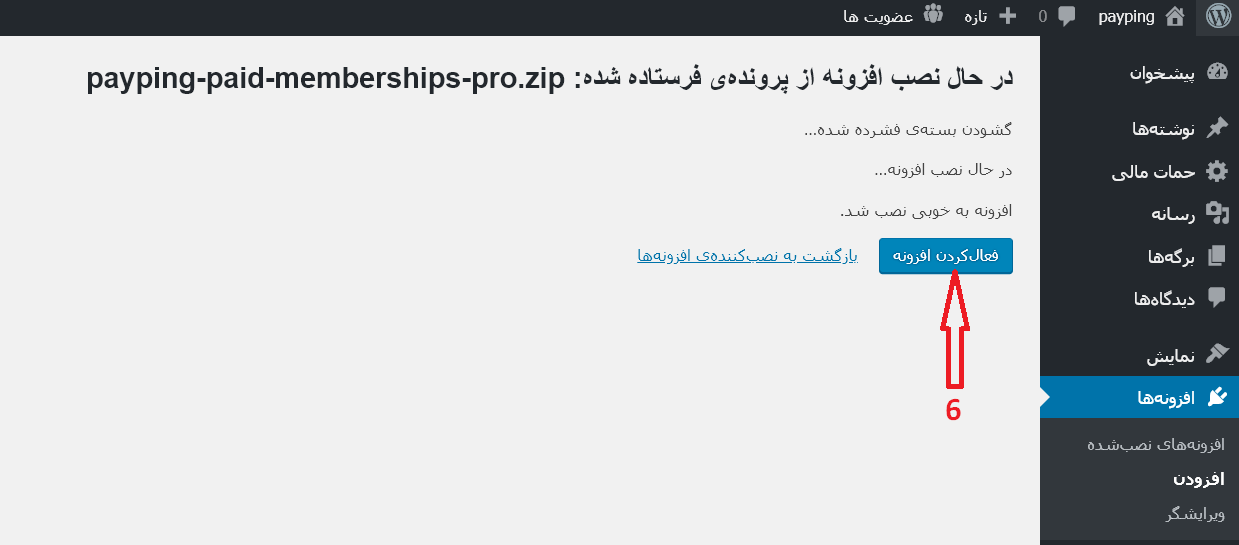 payping 0 تازه عضویت ها
پیشخوان
نوشته‌ها
حمات مالی
رسانه
برگه‌ها
دیدگاه‌ها
نمایش
افزونه‌ها
افزونه‌های نصب‌شده
افزودن
ویرایشگر
در حال نصب افزونه از پرونده‌ی فرستاده شده: payping-paid-memberships-pro.zip
گشودن بسته‌ی فشرده شده...
در حال نصب افزونه...
افزونه به خوبی نصب شد.
فعال‌کردن افزونه بازگشت به نصب‌کننده‌ی افزونه‌ها
6